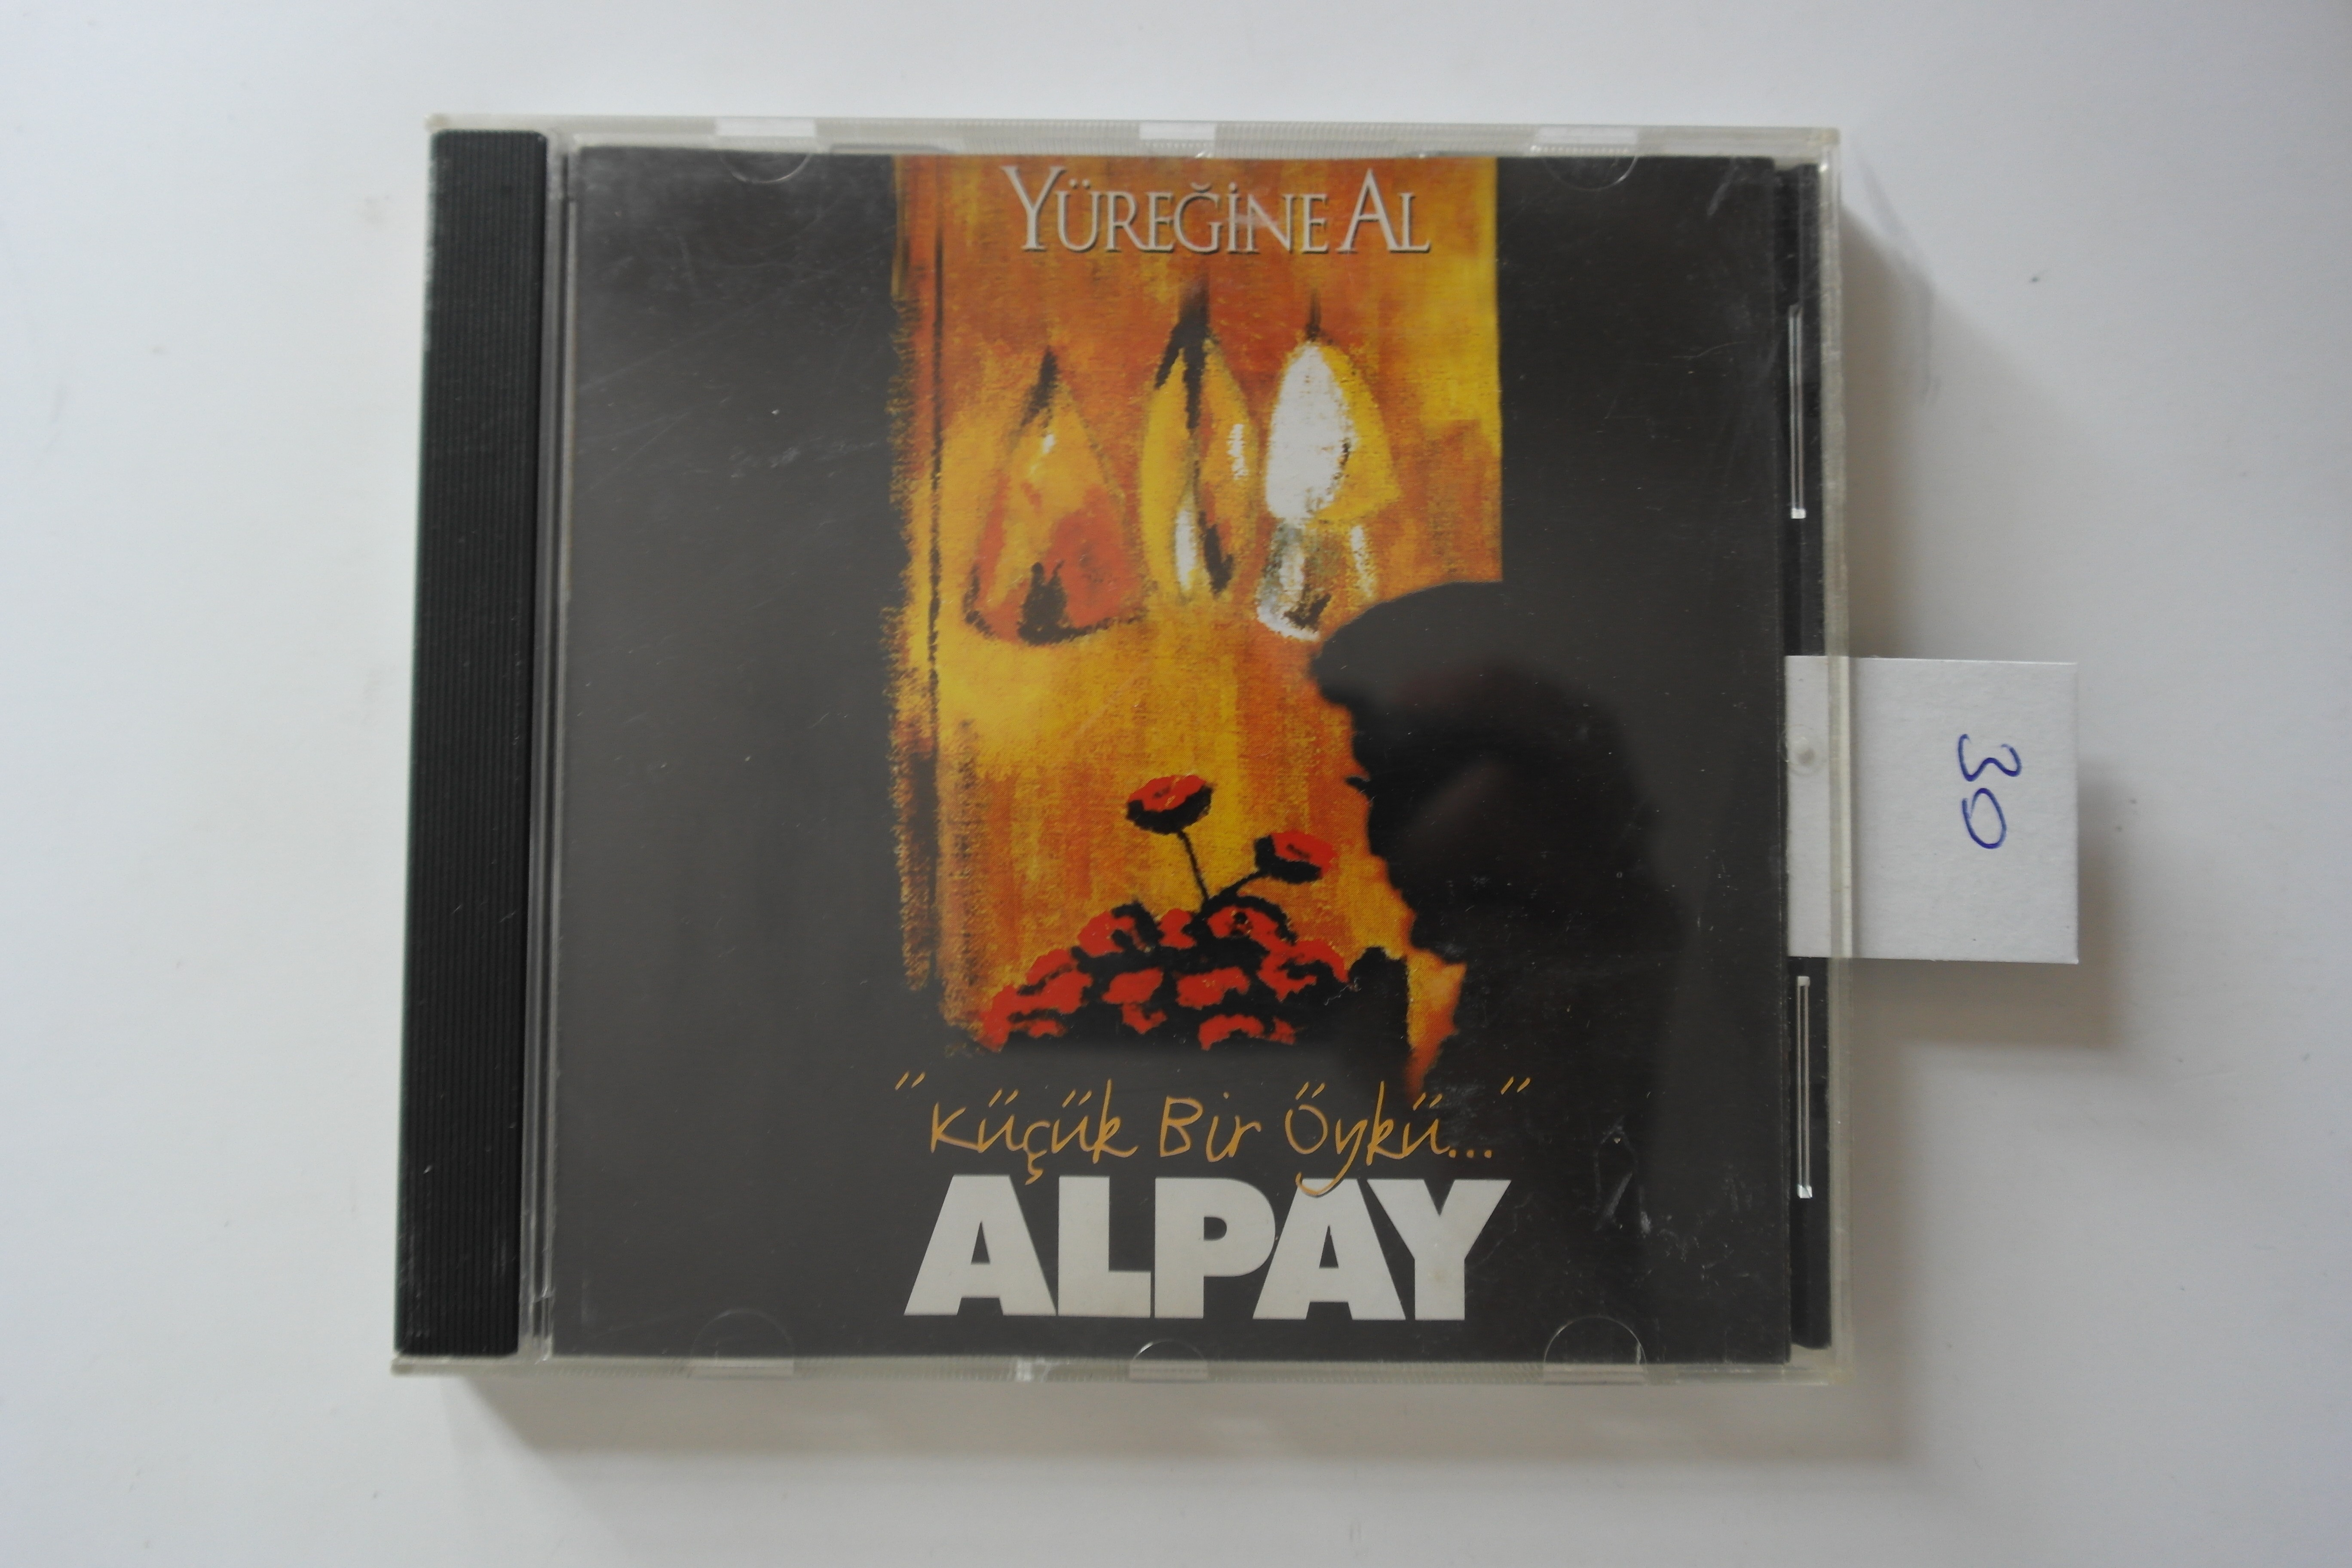 YÜREĞİNE AL
"Küçük Bir Öykü..."
ALPAY
30